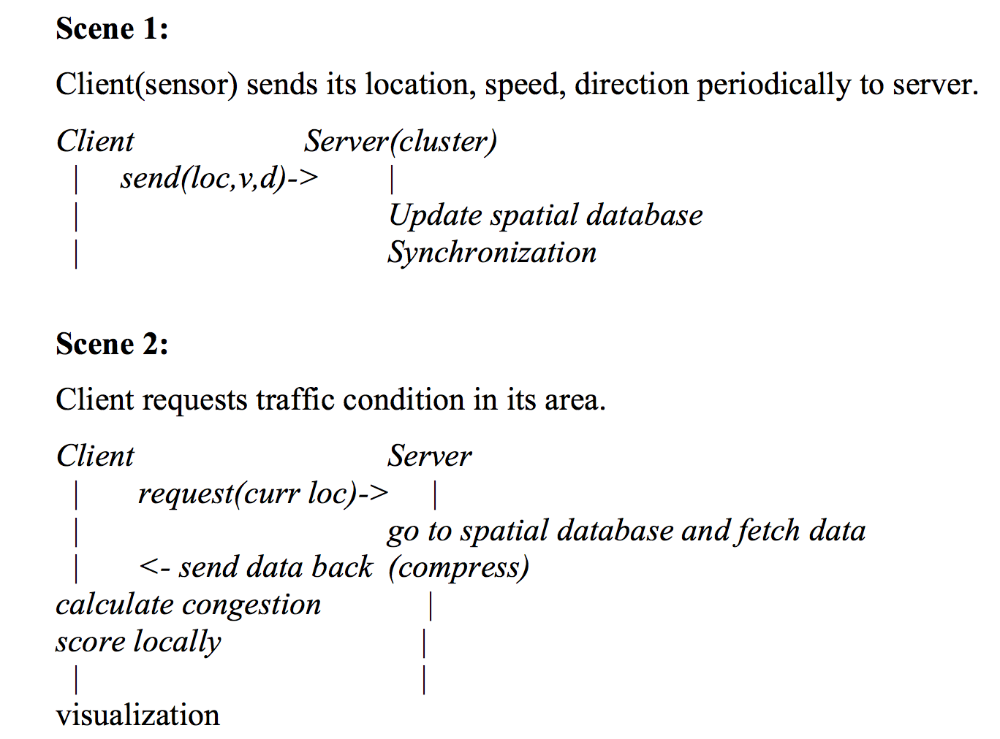 Scene 1:
Client(sensor) sends its location, speed, direction periodically to server.
Client Server(cluster)
| send(loc,v,d)-> |
| Update spatial database
| Synchronization
Scene 2:
Client requests traffic condition in its area.
Client Server
| request(curr loc)-> |
| go to spatial database and fetch data
| <- send data back (compress)
calculate congestion |
score locally |
| |
visualization